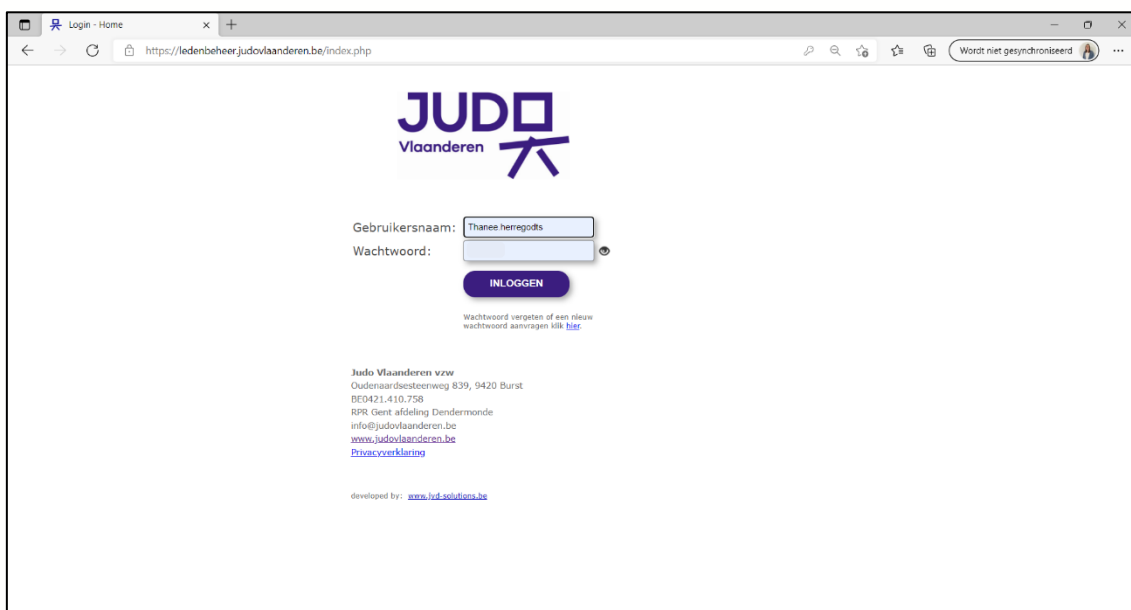 Login - Home
https://ledenbeheer.judovlaanderen.be/index.php
Wordt niet gesynchroniseerd
JUDO
Vlaanderen
Gebruikersnaam: Thanee.herregodts
Wachtwoord:
INLOGGEN
Wachtwoord vergeten of een nieuw
wachtwoord aanvragen klik hier.
Judo Vlaanderen vzw
Oudenaardsesteenweg 839, 9420 Burst
BE0421.410.758
RPR Gent afdeling Dendermonde
info@judovlaanderen.be
www.judovlaanderen.be
Privacyverklaring
developed by: www.jvd-solutions.be